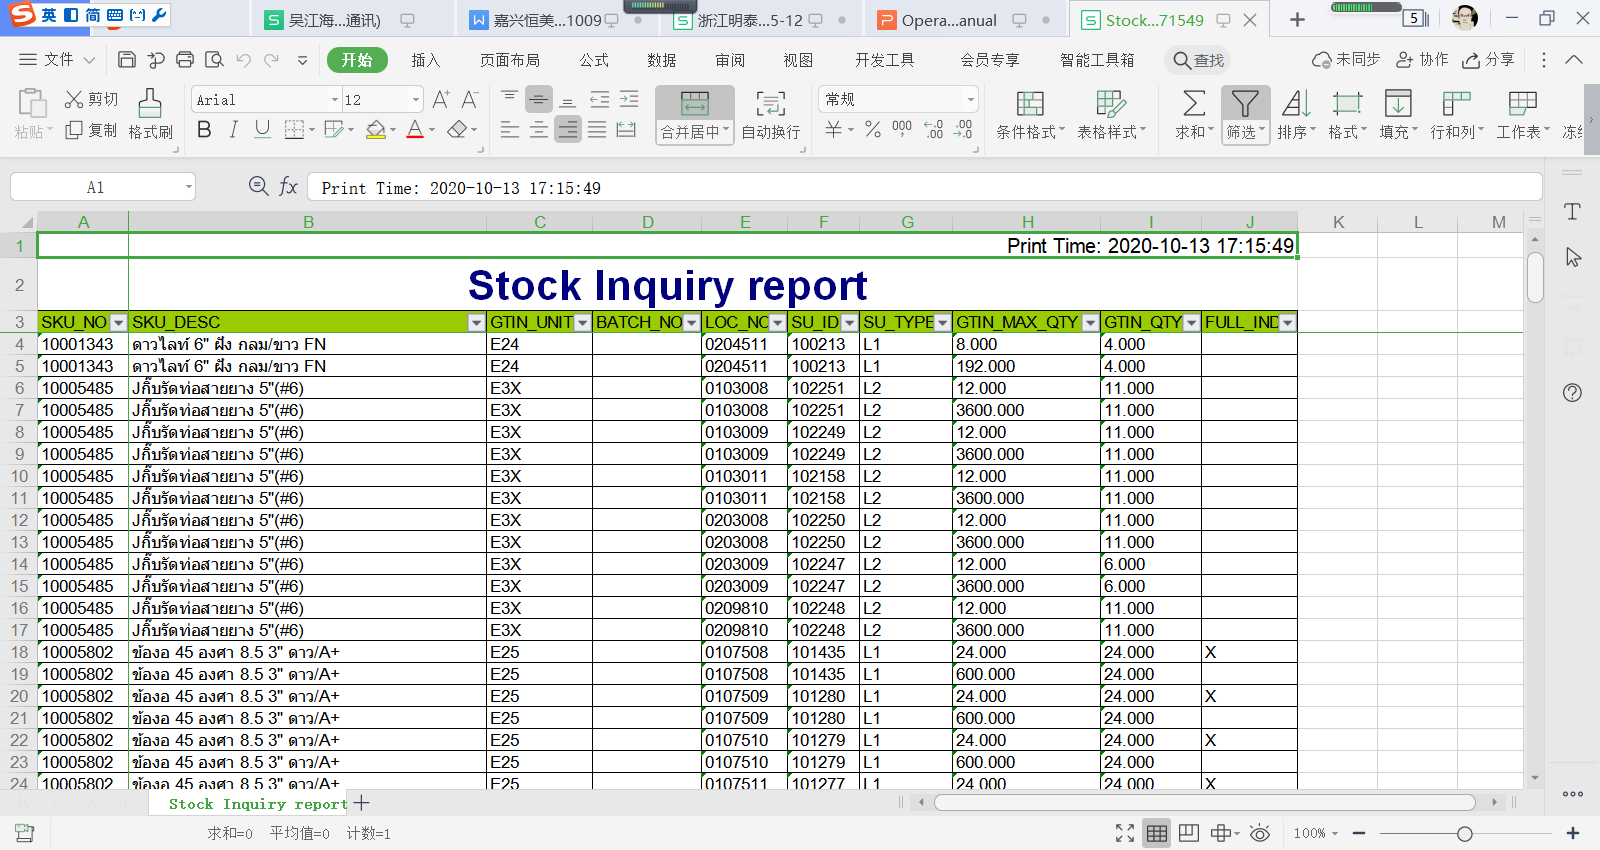 英 简
吴江海...通讯)
嘉兴恒美...1009
浙江明泰...5-12
Opera...anual
Stock...71549
5
文件
开始 插入 页面布局 公式 数据 审阅 视图 开发工具 会员专享 智能工具箱 查找
未同步 协作 分享
粘贴 剪切 复制 格式刷
Arial 12
B I U A
合并居中 自动换行
常规
条件格式 表格样式 求和 筛选 排序 格式 填充 行和列 工作表 冻结
A1 fx Print Time: 2020-10-13 17:15:49
A B C D E F G H I J K L M
1 Print Time: 2020-10-13 17:15:49
2 Stock Inquiry report
3 SKU_NO SKU_DESC GTIN_UNIT BATCH_NO LOC_NO SU_ID SU_TYPE GTIN_MAX_QTY GTIN_QTY FULL_IND
4 10001343 ดาวไลท์ 6" ฝัง กลม/ขาว FN E24 0204511 100213 L1 8.000 4.000
5 10001343 ดาวไลท์ 6" ฝัง กลม/ขาว FN E24 0204511 100213 L1 192.000 4.000
6 10005485 Jกิ๊บรัดท่อสายยาง 5"(#6) E3X 0103008 102251 L2 12.000 11.000
7 10005485 Jกิ๊บรัดท่อสายยาง 5"(#6) E3X 0103008 102251 L2 3600.000 11.000
8 10005485 Jกิ๊บรัดท่อสายยาง 5"(#6) E3X 0103009 102249 L2 12.000 11.000
9 10005485 Jกิ๊บรัดท่อสายยาง 5"(#6) E3X 0103009 102249 L2 3600.000 11.000
10 10005485 Jกิ๊บรัดท่อสายยาง 5"(#6) E3X 0103011 102158 L2 12.000 11.000
11 10005485 Jกิ๊บรัดท่อสายยาง 5"(#6) E3X 0103011 102158 L2 3600.000 11.000
12 10005485 Jกิ๊บรัดท่อสายยาง 5"(#6) E3X 0203008 102250 L2 12.000 11.000
13 10005485 Jกิ๊บรัดท่อสายยาง 5"(#6) E3X 0203008 102250 L2 3600.000 11.000
14 10005485 Jกิ๊บรัดท่อสายยาง 5"(#6) E3X 0203009 102247 L2 12.000 6.000
15 10005485 Jกิ๊บรัดท่อสายยาง 5"(#6) E3X 0203009 102247 L2 3600.000 6.000
16 10005485 Jกิ๊บรัดท่อสายยาง 5"(#6) E3X 0209810 102248 L2 12.000 11.000
17 10005485 Jกิ๊บรัดท่อสายยาง 5"(#6) E3X 0209810 102248 L2 3600.000 11.000
18 10005802 ข้องอ 45 องศา 8.5 3" ดาว/A+ E25 0107508 101435 L1 24.000 24.000 X
19 10005802 ข้องอ 45 องศา 8.5 3" ดาว/A+ E25 0107508 101435 L1 600.000 24.000
20 10005802 ข้องอ 45 องศา 8.5 3" ดาว/A+ E25 0107509 101280 L1 24.000 24.000 X
21 10005802 ข้องอ 45 องศา 8.5 3" ดาว/A+ E25 0107509 101280 L1 600.000 24.000
22 10005802 ข้องอ 45 องศา 8.5 3" ดาว/A+ E25 0107510 101279 L1 24.000 24.000 X
23 10005802 ข้องอ 45 องศา 8.5 3" ดาว/A+ E25 0107510 101279 L1 600.000 24.000
24 10005802 ข้องอ 45 องศา 8.5 3" ดาว/A+ E25 0107511 101277 L1 24.000 24.000 X
Stock Inquiry report
求和=0 平均值=0 计数=1
100%